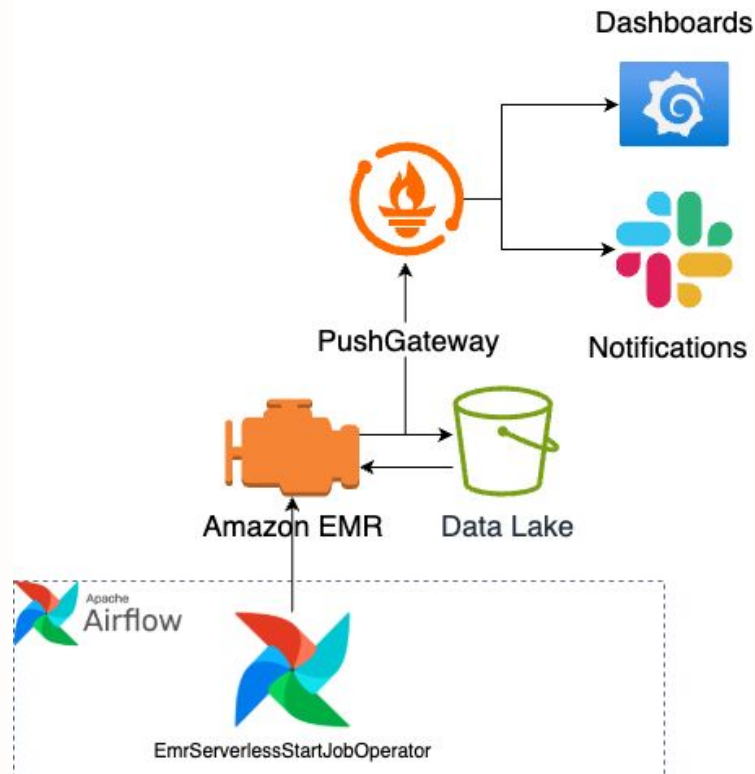 Dashboards
PushGateway
Notifications
Amazon EMR
Data Lake
Apache
Airflow
EmrServerlessStartJobOperator